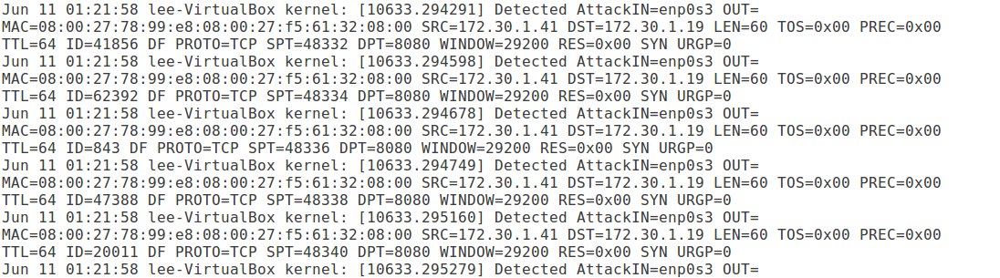 Jun 11 01:21:58 lee-VirtualBox kernel: [10633.294291] Detected AttackIN=enp0s3 OUT=
MAC=08:00:27:78:99:e8:08:00:27:f5:61:32:08:00 SRC=172.30.1.41 DST=172.30.1.19 LEN=60 TOS=0x00 PREC=0x00
TTL=64 ID=41856 DF PROTO=TCP SPT=48332 DPT=8080 WINDOW=29200 RES=0x00 SYN URGP=0
Jun 11 01:21:58 lee-VirtualBox kernel: [10633.294598] Detected AttackIN=enp0s3 OUT=
MAC=08:00:27:78:99:e8:08:00:27:f5:61:32:08:00 SRC=172.30.1.41 DST=172.30.1.19 LEN=60 TOS=0x00 PREC=0x00
TTL=64 ID=62392 DF PROTO=TCP SPT=48334 DPT=8080 WINDOW=29200 RES=0x00 SYN URGP=0
Jun 11 01:21:58 lee-VirtualBox kernel: [10633.294678] Detected AttackIN=enp0s3 OUT=
MAC=08:00:27:78:99:e8:08:00:27:f5:61:32:08:00 SRC=172.30.1.41 DST=172.30.1.19 LEN=60 TOS=0x00 PREC=0x00
TTL=64 ID=843 DF PROTO=TCP SPT=48336 DPT=8080 WINDOW=29200 RES=0x00 SYN URGP=0
Jun 11 01:21:58 lee-VirtualBox kernel: [10633.294749] Detected AttackIN=enp0s3 OUT=
MAC=08:00:27:78:99:e8:08:00:27:f5:61:32:08:00 SRC=172.30.1.41 DST=172.30.1.19 LEN=60 TOS=0x00 PREC=0x00
TTL=64 ID=47388 DF PROTO=TCP SPT=48338 DPT=8080 WINDOW=29200 RES=0x00 SYN URGP=0
Jun 11 01:21:58 lee-VirtualBox kernel: [10633.295160] Detected AttackIN=enp0s3 OUT=
MAC=08:00:27:78:99:e8:08:00:27:f5:61:32:08:00 SRC=172.30.1.41 DST=172.30.1.19 LEN=60 TOS=0x00 PREC=0x00
TTL=64 ID=20011 DF PROTO=TCP SPT=48340 DPT=8080 WINDOW=29200 RES=0x00 SYN URGP=0
Jun 11 01:21:58 lee-VirtualBox kernel: [10633.295279] Detected AttackIN=enp0s3 OUT=